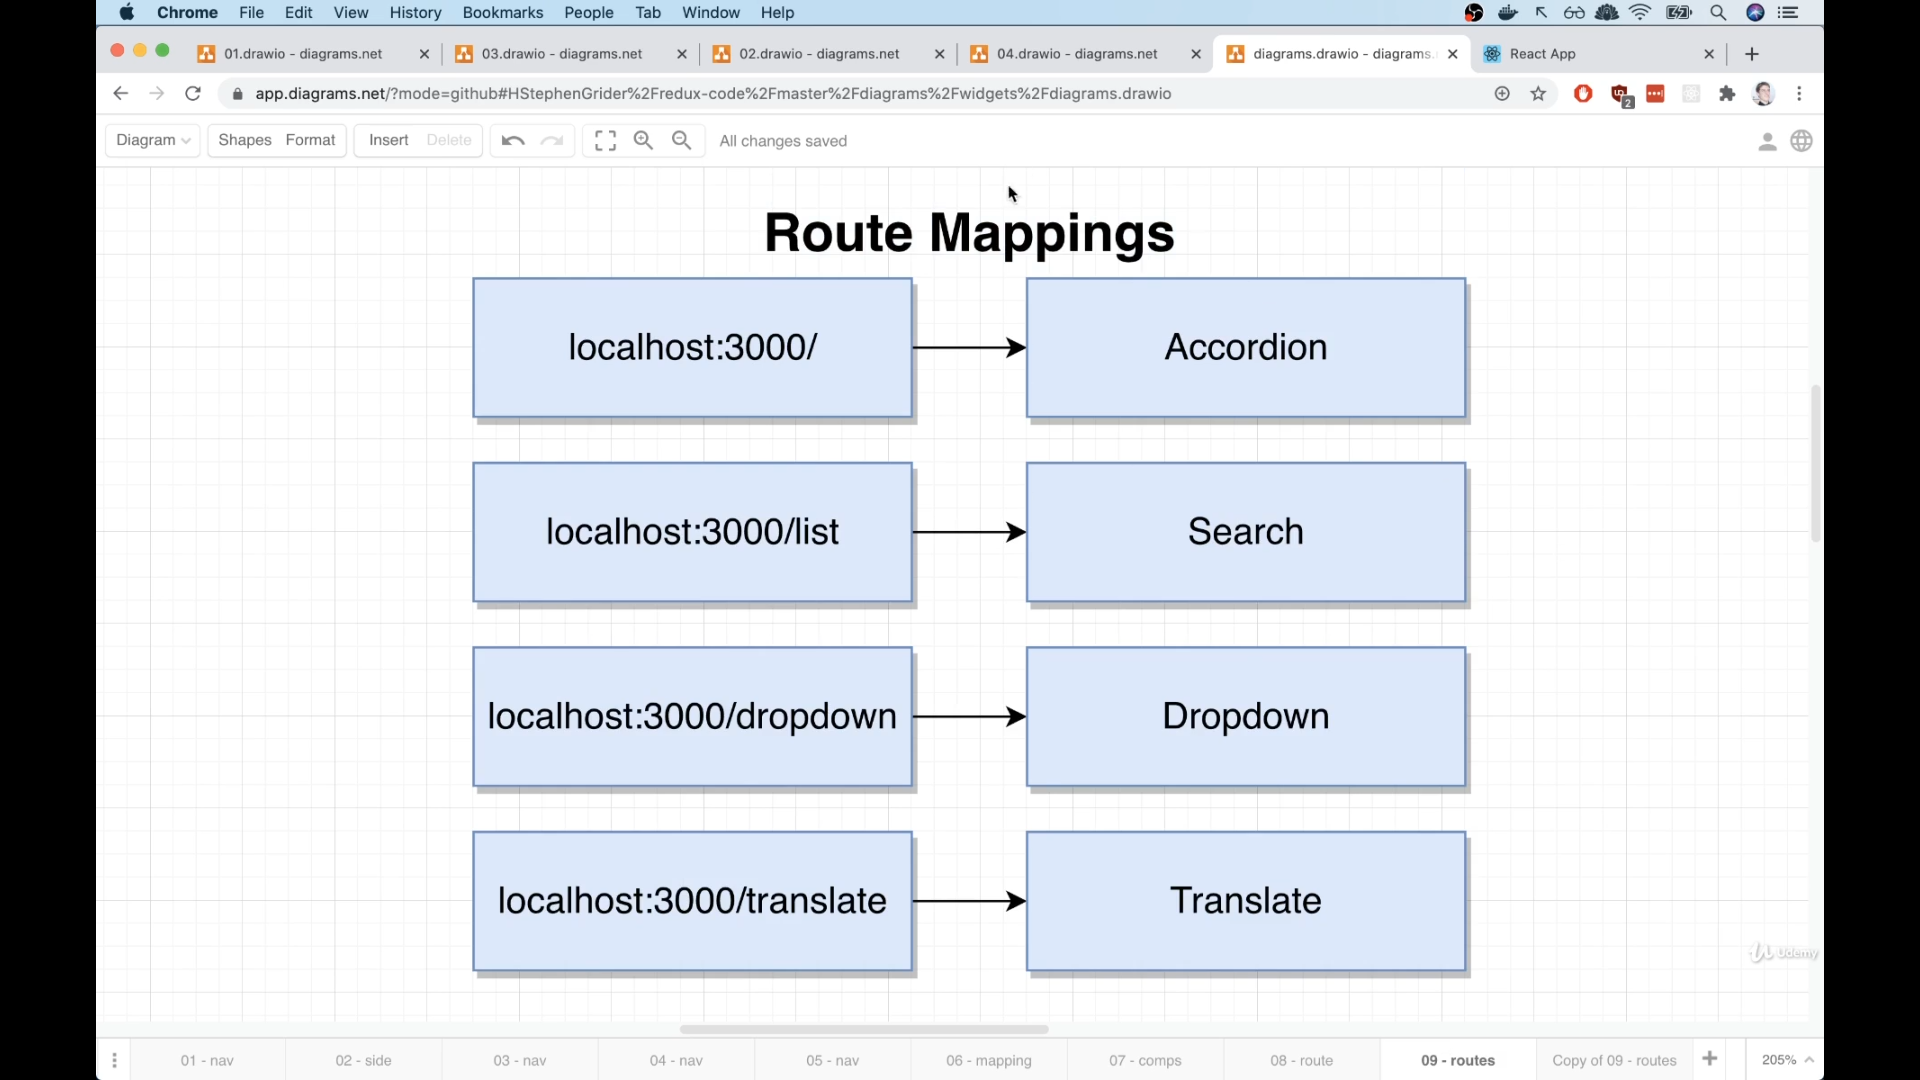 Chrome File Edit View History Bookmarks People Tab Window Help
01.drawio - diagrams.net 03.drawio - diagrams.net 02.drawio - diagrams.net 04.drawio - diagrams.net diagrams.drawio - diagrams. React App
app.diagrams.net/?mode=github#HStephenGrider%2Fredux-code%2Fmaster%2Fdiagrams%2Fwidgets%2Fdiagrams.drawio 2
Diagram Shapes Format Insert Delete All changes saved
Route Mappings
localhost:3000/ Accordion
localhost:3000/list Search
localhost:3000/dropdown Dropdown
localhost:3000/translate Translate
Udemy
01 - nav 02 - side 03 - nav 04 - nav 05 - nav 06 - mapping 07 - comps 08 - route 09 - routes Copy of 09 - routes 205%